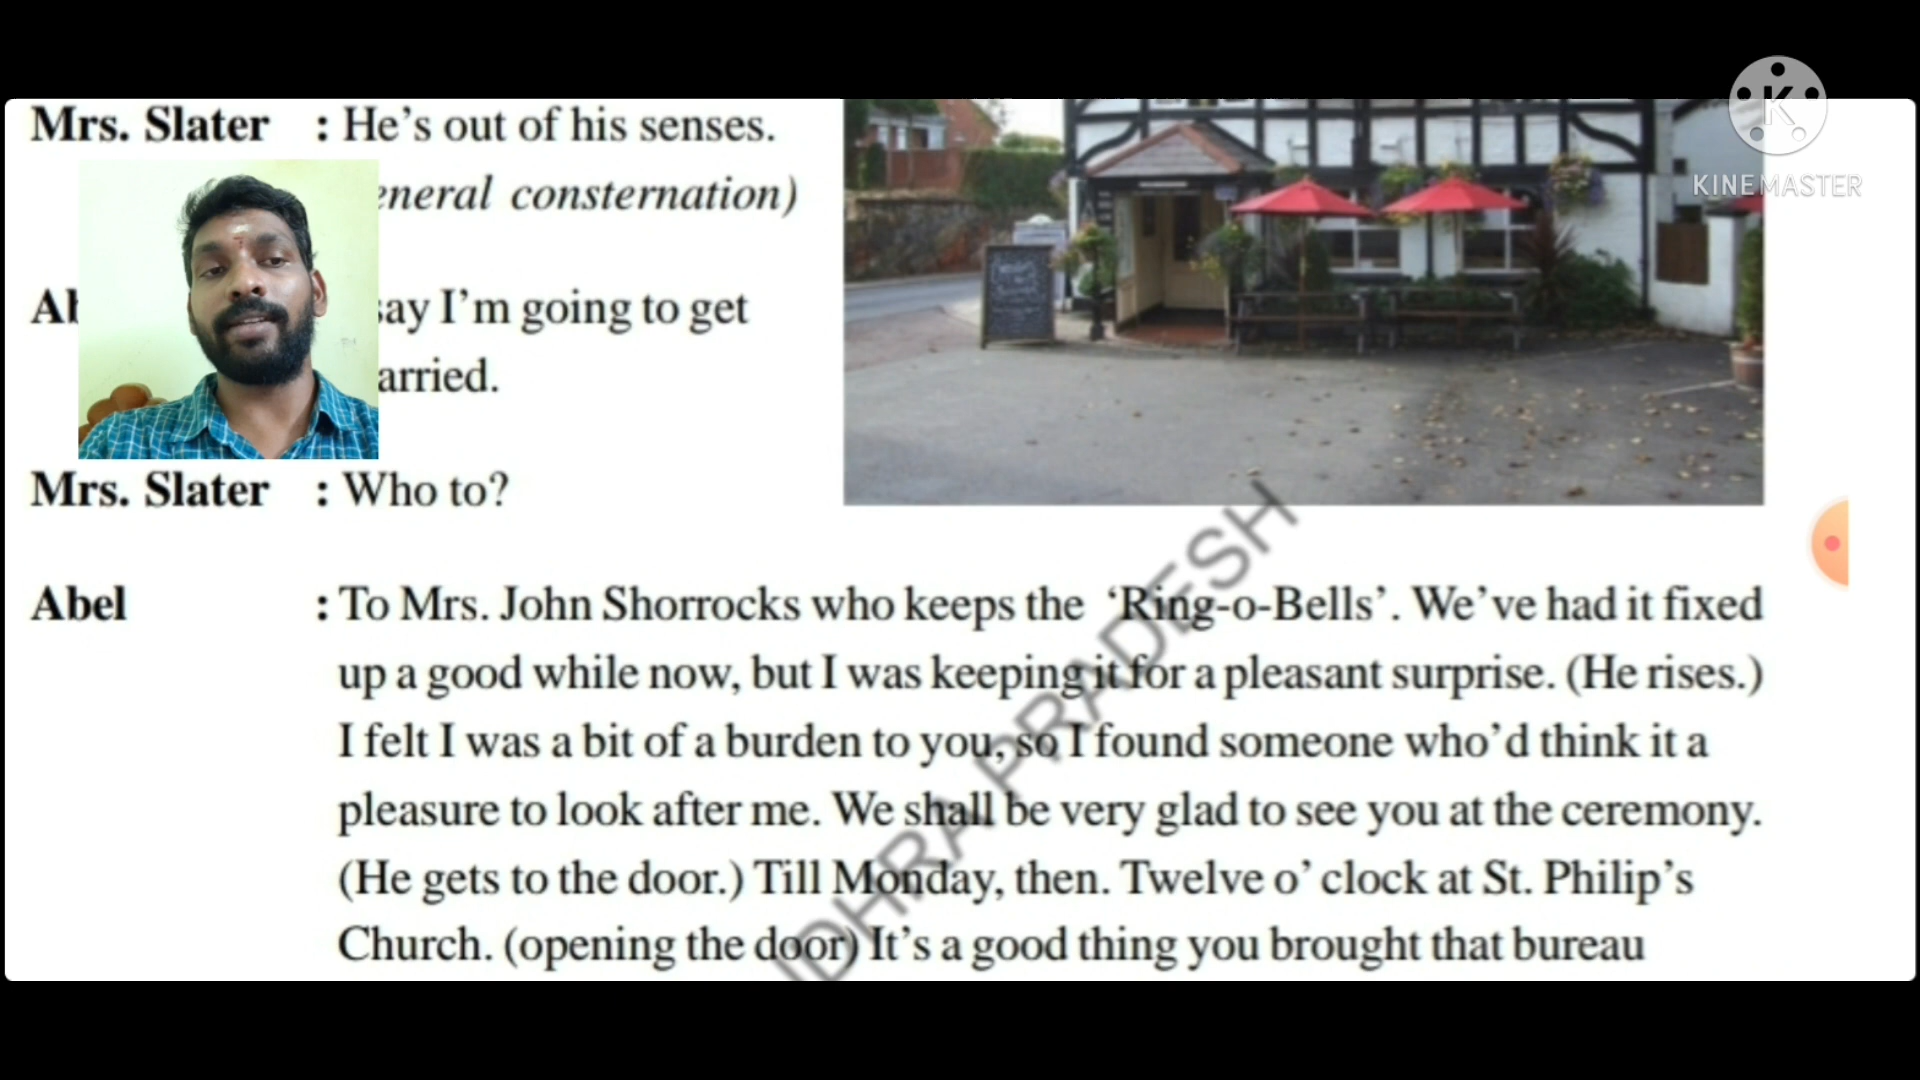 Mrs. Slater : He's out of his senses.
consternation)
say I'm going to get
Mrs. Slater : Who to?
Abel : To Mrs. John Shorrocks who keeps the ‘Ring-o-Bells’. We’ve had it fixed
up a good while now, but I was keeping it for a pleasant surprise. (He rises.)
I felt I was a bit of a burden to you, so I found someone who’d think it a
pleasure to look after me. We shall be very glad to see you at the ceremony.
(He gets to the door.) Till Monday, then. Twelve o’ clock at St. Philip’s
Church. (opening the door) It’s a good thing you brought that bureau
PRADESH
K
KINEMASTER